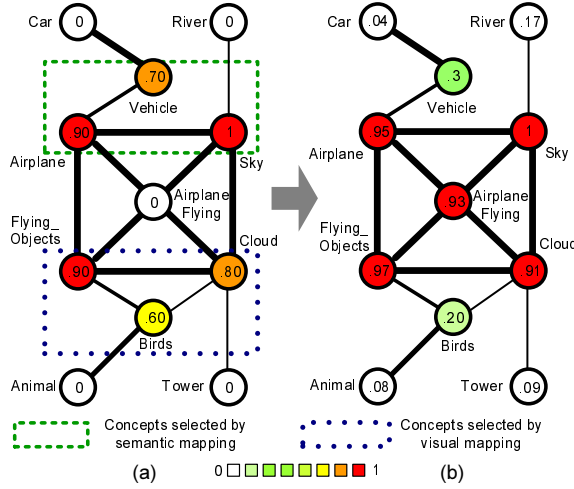 Car 0 River 0
.70
Vehicle
.90 1
Airplane Sky
0 Airplane_
Flying
Flying_
Objects Cloud
.90 .80
.60
Birds
Animal 0 Tower 0
Concepts selected by
semantic mapping
(a)
Car .04 River .17
.3
Vehicle
.95 1
Airplane Sky
.93 Airplane_
Flying
Flying_
Objects Cloud
.97 .91
.20
Birds
Animal .08 Tower .09
Concepts selected by
visual mapping
(b)
0 1